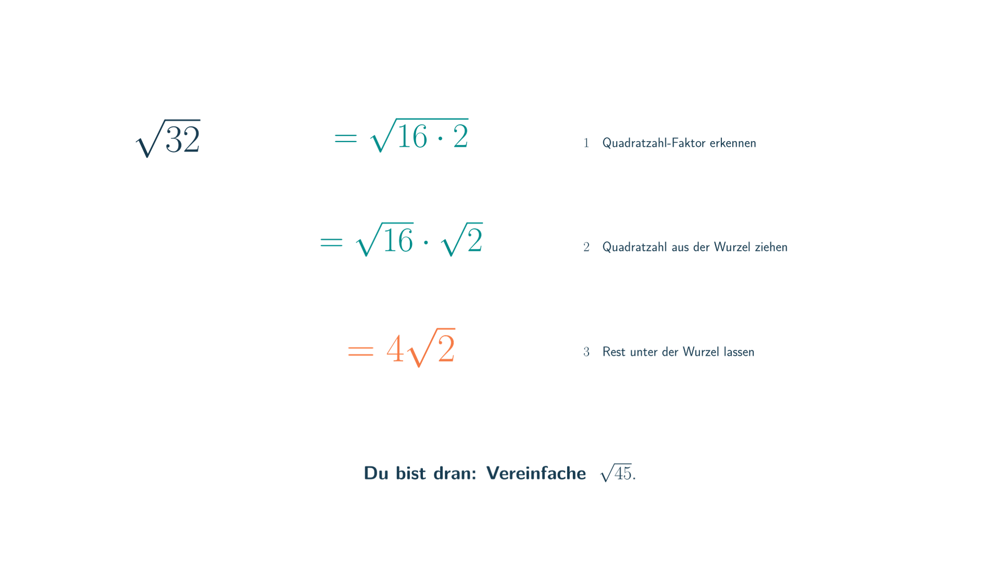 √32 = √16 · 2 1 Quadratzahl-Faktor erkennen
= √16 · √2 2 Quadratzahl aus der Wurzel ziehen
= 4√2 3 Rest unter der Wurzel lassen
Du bist dran: Vereinfache √45.